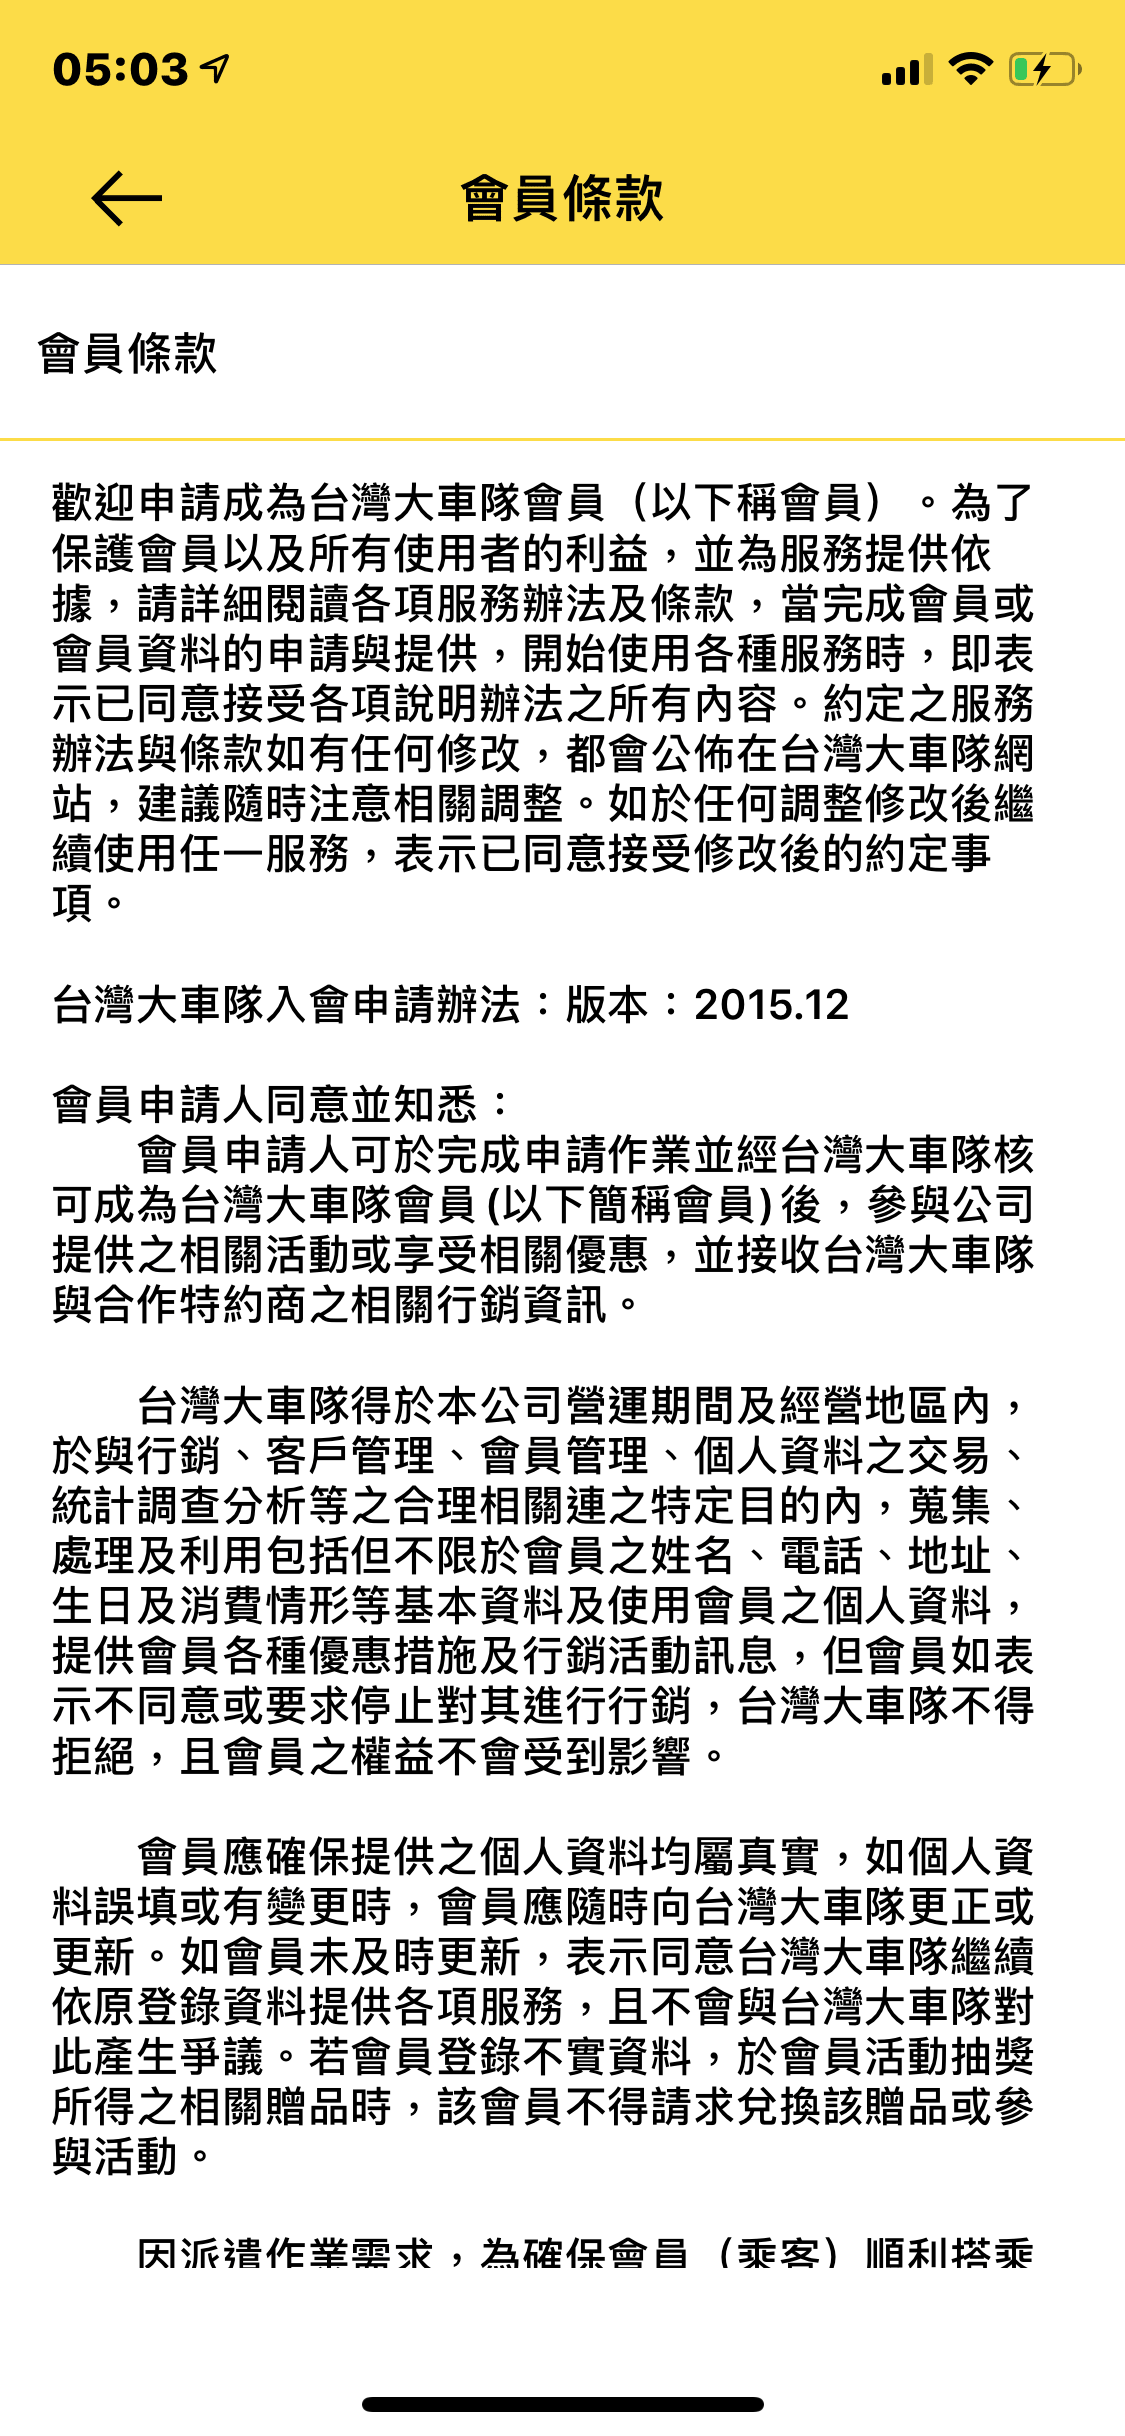 05:03
會員條款
會員條款
歡迎申請成為台灣大車隊會員（以下稱會員）。為了
保護會員以及所有使用者的利益，並為服務提供依
據，請詳細閱讀各項服務辦法及條款，當完成會員或
會員資料的申請與提供，開始使用各種服務時，即表
示已同意接受各項說明辦法之所有內容。約定之服務
辦法與條款如有任何修改，都會公佈在台灣大車隊網
站，建議隨時注意相關調整。如於任何調整修改後繼
續使用任一服務，表示已同意接受修改後的約定事
項。
台灣大車隊入會申請辦法：版本：2015.12
會員申請人同意並知悉：
會員申請人可於完成申請作業並經台灣大車隊核
可成為台灣大車隊會員(以下簡稱會員)後，參與公司
提供之相關活動或享受相關優惠，並接收台灣大車隊
與合作特約商之相關行銷資訊。
台灣大車隊得於本公司營運期間及經營地區內，
於與行銷、客戶管理、會員管理、個人資料之交易、
統計調查分析等之合理相關連之特定目的內，蒐集、
處理及利用包括但不限於會員之姓名、電話、地址、
生日及消費情形等基本資料及使用會員之個人資料，
提供會員各種優惠措施及行銷活動訊息，但會員如表
示不同意或要求停止對其進行行銷，台灣大車隊不得
拒絕，且會員之權益不會受到影響。
會員應確保提供之個人資料均屬真實，如個人資
料誤填或有變更時，會員應隨時向台灣大車隊更正或
更新。如會員未及時更新，表示同意台灣大車隊繼續
依原登錄資料提供各項服務，且不會與台灣大車隊對
此產生爭議。若會員登錄不實資料，於會員活動抽獎
所得之相關贈品時，該會員不得請求兌換該贈品或參
與活動。
因派遣作業需求，為確保會員（乘客）順利搭乘